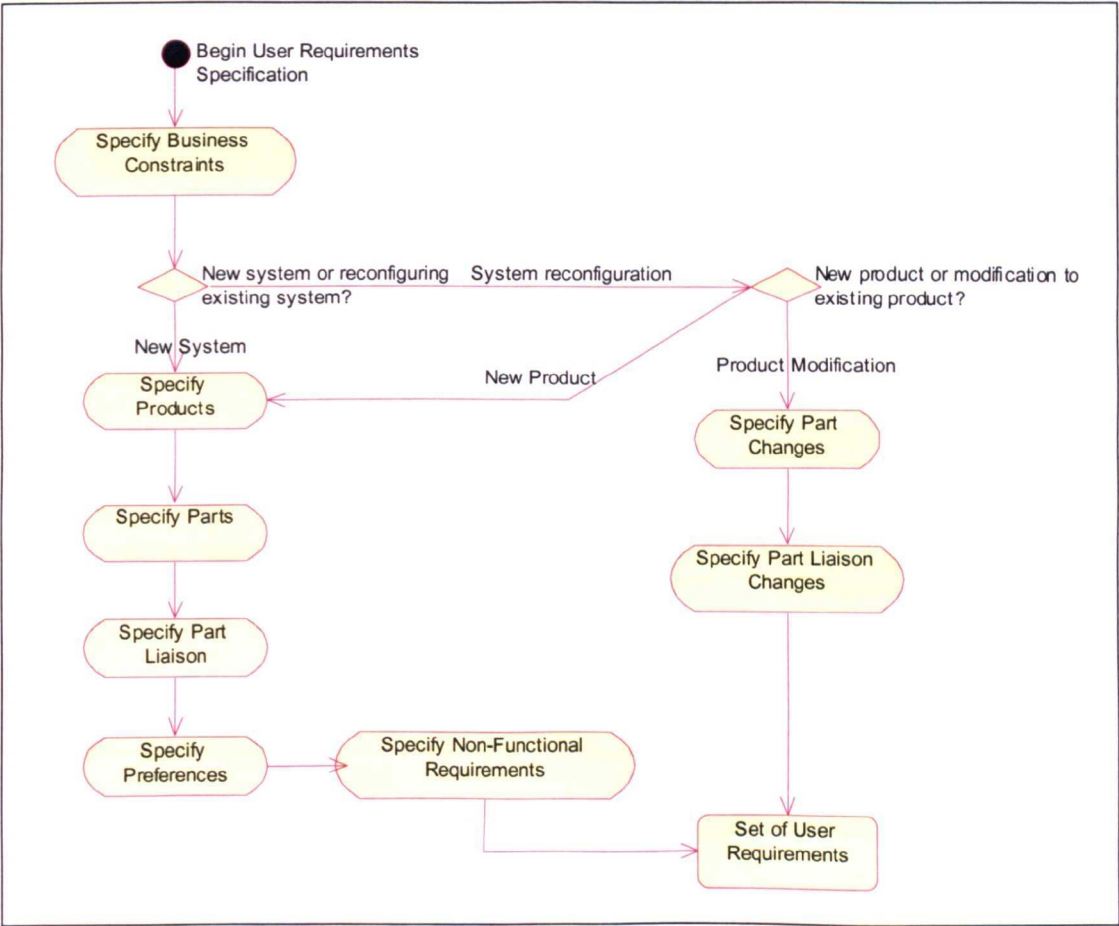 Begin User Requirements
Specification
Specify Business
Constraints
New system or reconfiguring
existing system?
System reconfiguration
New product or modification to
existing product?
New System
New Product
Product Modification
Specify
Products
Specify Part
Changes
Specify Parts
Specify Part Liaison
Changes
Specify Part
Liaison
Specify
Preferences
Specify Non-Functional
Requirements
Set of User
Requirements